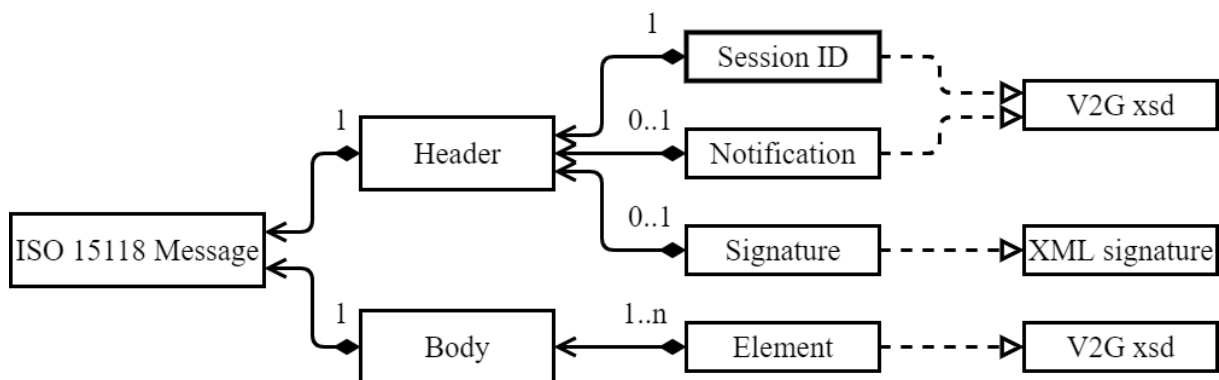 1
Session ID
V2G xsd
1
0..1
Header
Notification
0..1
ISO 15118 Message
Signature
XML signature
1
1..n
Body
Element
V2G xsd